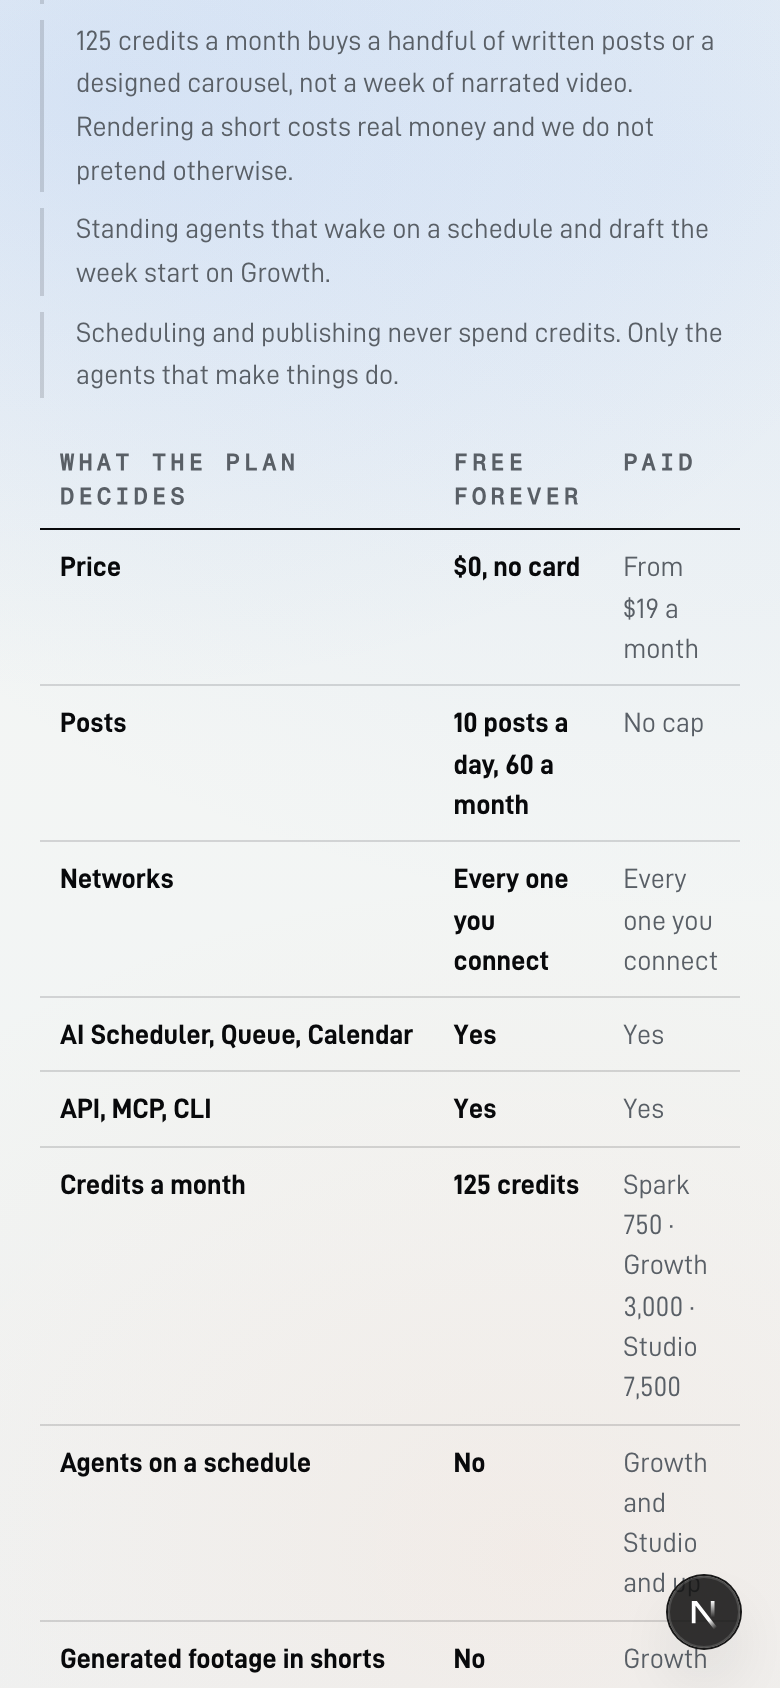 125 credits a month buys a handful of written posts or a
designed carousel, not a week of narrated video.
Rendering a short costs real money and we do not
pretend otherwise.
Standing agents that wake on a schedule and draft the
week start on Growth.
Scheduling and publishing never spend credits. Only the
agents that make things do.
WHAT THE PLAN
DECIDES
FREE
FOREVER
PAID
Price
$0, no card
From
$19 a
month
Posts
10 posts a
day, 60 a
month
No cap
Networks
Every one
you
connect
Every
one you
connect
AI Scheduler, Queue, Calendar
Yes
Yes
API, MCP, CLI
Yes
Yes
Credits a month
125 credits
Spark
750 ·
Growth
3,000 ·
Studio
7,500
Agents on a schedule
No
Growth
and
Studio
and up
N
Generated footage in shorts
No
Growth